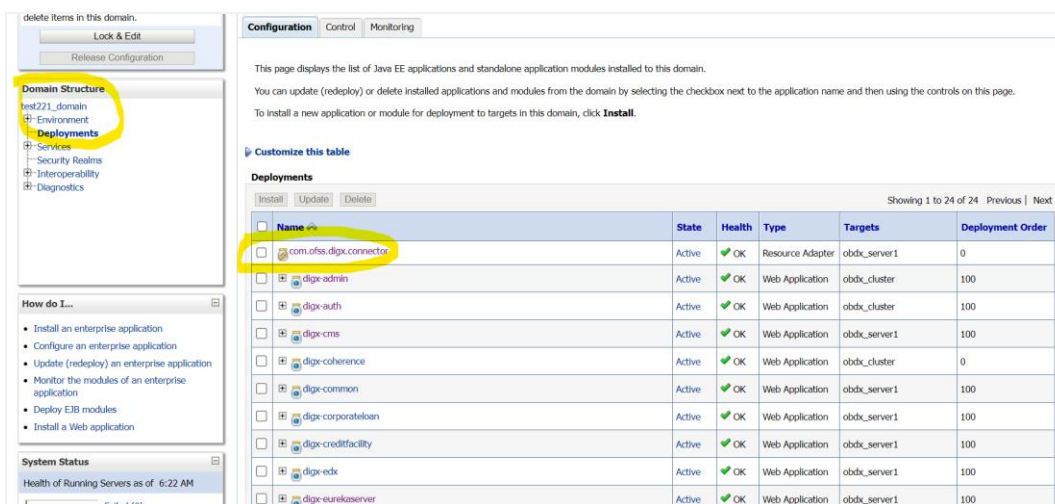 delete items in this domain.
Lock & Edit
Release Configuration
Domain Structure
test221_domain
Environment
Deployments
Services
Security Realms
Interoperability
Diagnostics
How do I...
Install an enterprise application
Configure an enterprise application
Update (redeploy) an enterprise application
Monitor the modules of an enterprise
application
Deploy EJB modules
Install a Web application
System Status
Health of Running Servers as of 6:22 AM
Configuration Control Monitoring
This page displays the list of Java EE applications and standalone application modules installed to this domain.
You can update (redeploy) or delete installed applications and modules from the domain by selecting the checkbox next to the application name and then using the controls on this page.
To install a new application or module for deployment to targets in this domain, click Install.
Customize this table
Deployments
Install Update Delete Showing 1 to 24 of 24 Previous | Next
Name State Health Type Targets Deployment Order
com.ofss.digx.connector Active OK Resource Adapter obdx_server1 0
digx-admin Active OK Web Application obdx_cluster 100
digx-auth Active OK Web Application obdx_cluster 100
digx-cms Active OK Web Application obdx_server1 100
digx-coherence Active OK Web Application obdx_cluster 0
digx-common Active OK Web Application obdx_server1 100
digx-corporateloan Active OK Web Application obdx_server1 100
digx-creditfacility Active OK Web Application obdx_server1 100
digx-edx Active OK Web Application obdx_server1 100
digx-eurekaserver Active OK Web Application obdx_server1 100